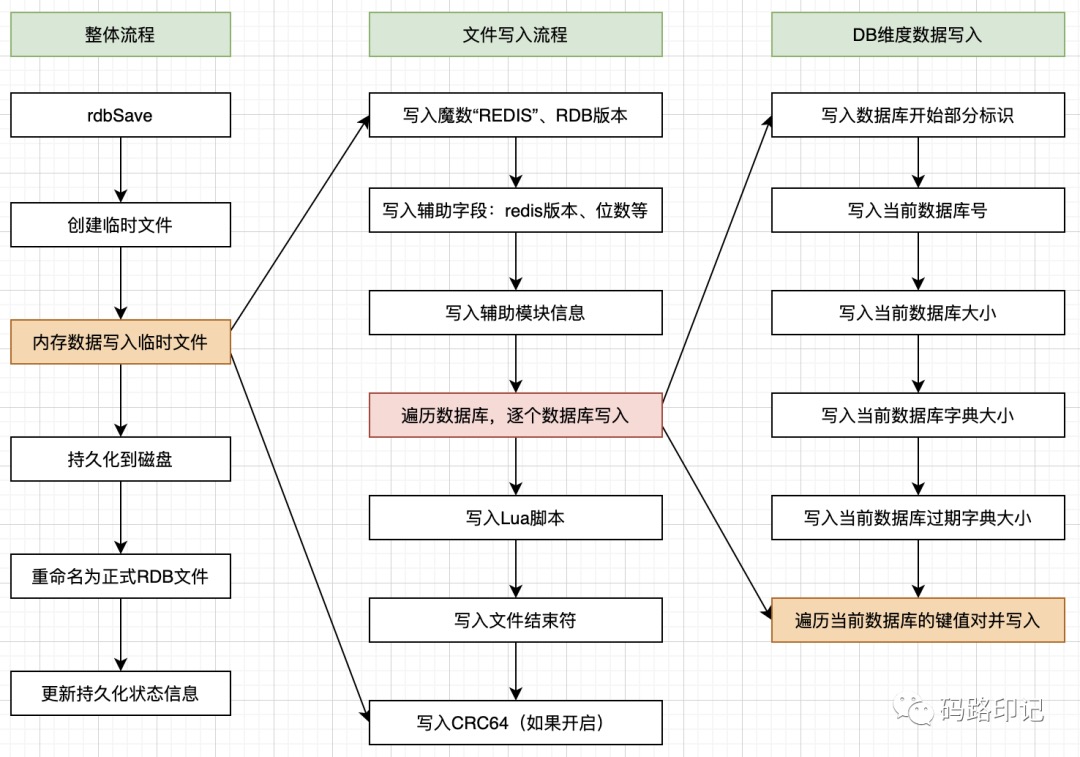 整体流程
rdbSave
创建临时文件
内存数据写入临时文件
持久化到磁盘
重命名为正式RDB文件
更新持久化状态信息
文件写入流程
写入魔数“REDIS”、RDB版本
写入辅助字段：redis版本、位数等
写入辅助模块信息
遍历数据库，逐个数据库写入
写入Lua脚本
写入文件结束符
写入CRC64（如果开启）
DB维度数据写入
写入数据库开始部分标识
写入当前数据库号
写入当前数据库大小
写入当前数据库字典大小
写入当前数据库过期字典大小
遍历当前数据库的键值对并写入
码路印记